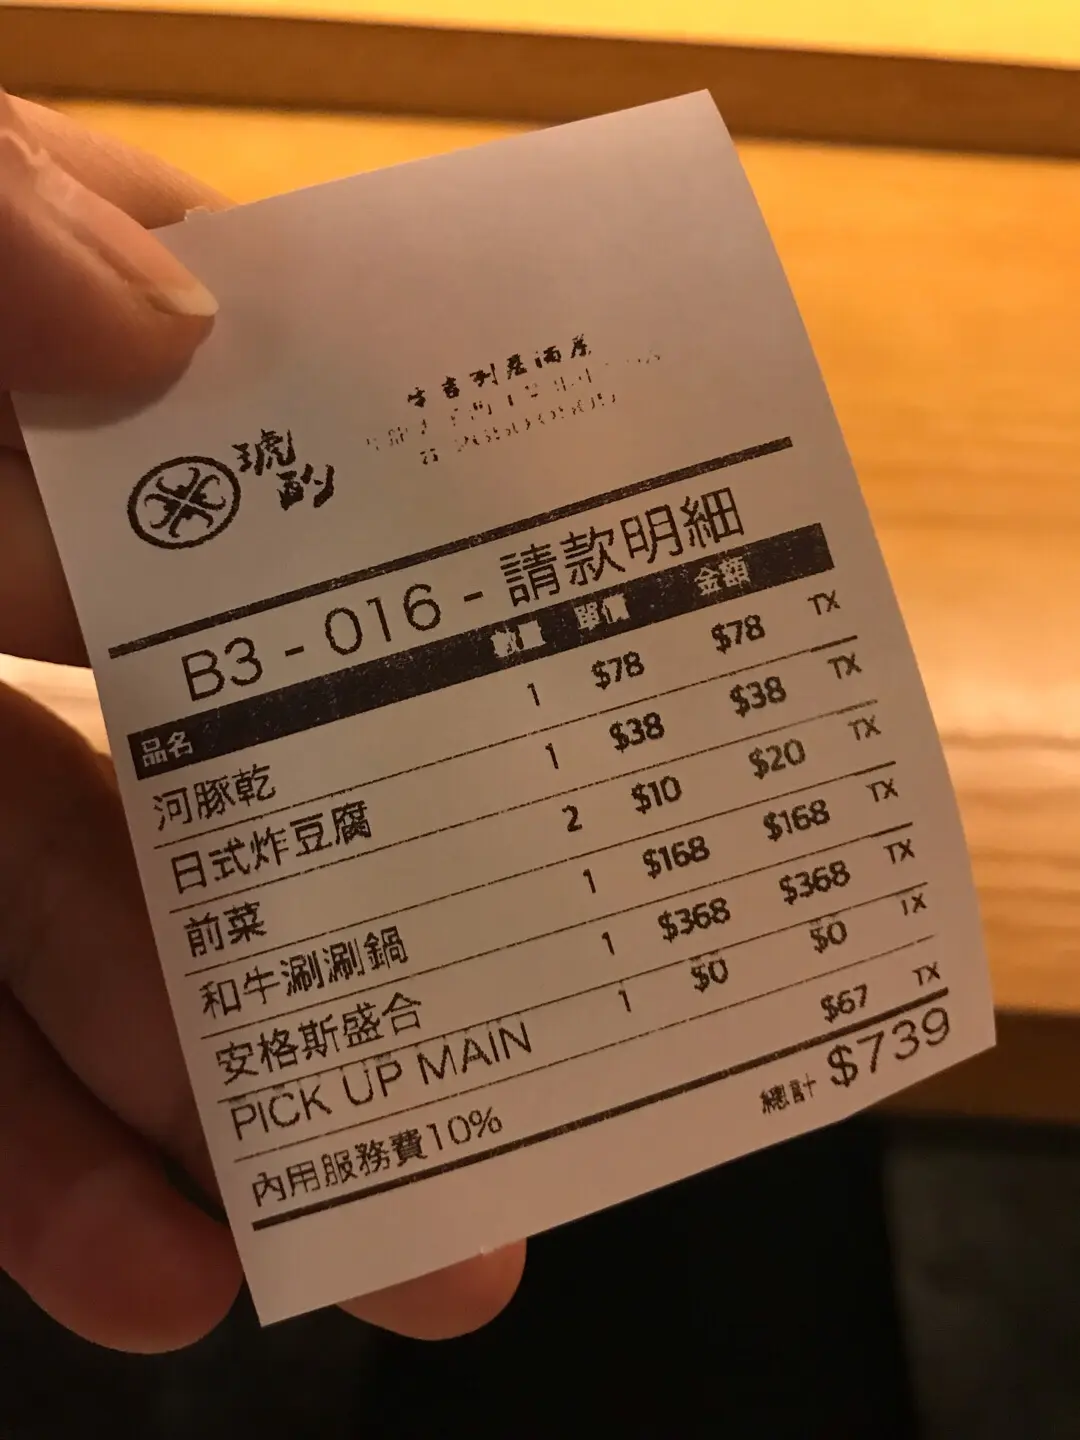 琥酌
居酒屋
B3 - 016 - 請款明細
品名 數量 單價 金額
河豚乾 1 $78 $78 TX
日式炸豆腐 1 $38 $38 TX
前菜 2 $10 $20 TX
和牛涮涮鍋 1 $168 $168 TX
安格斯盛合 1 $368 $368 TX
PICK UP MAIN 1 $0 $0 TX
內用服務費10% $67 TX
總計 $739